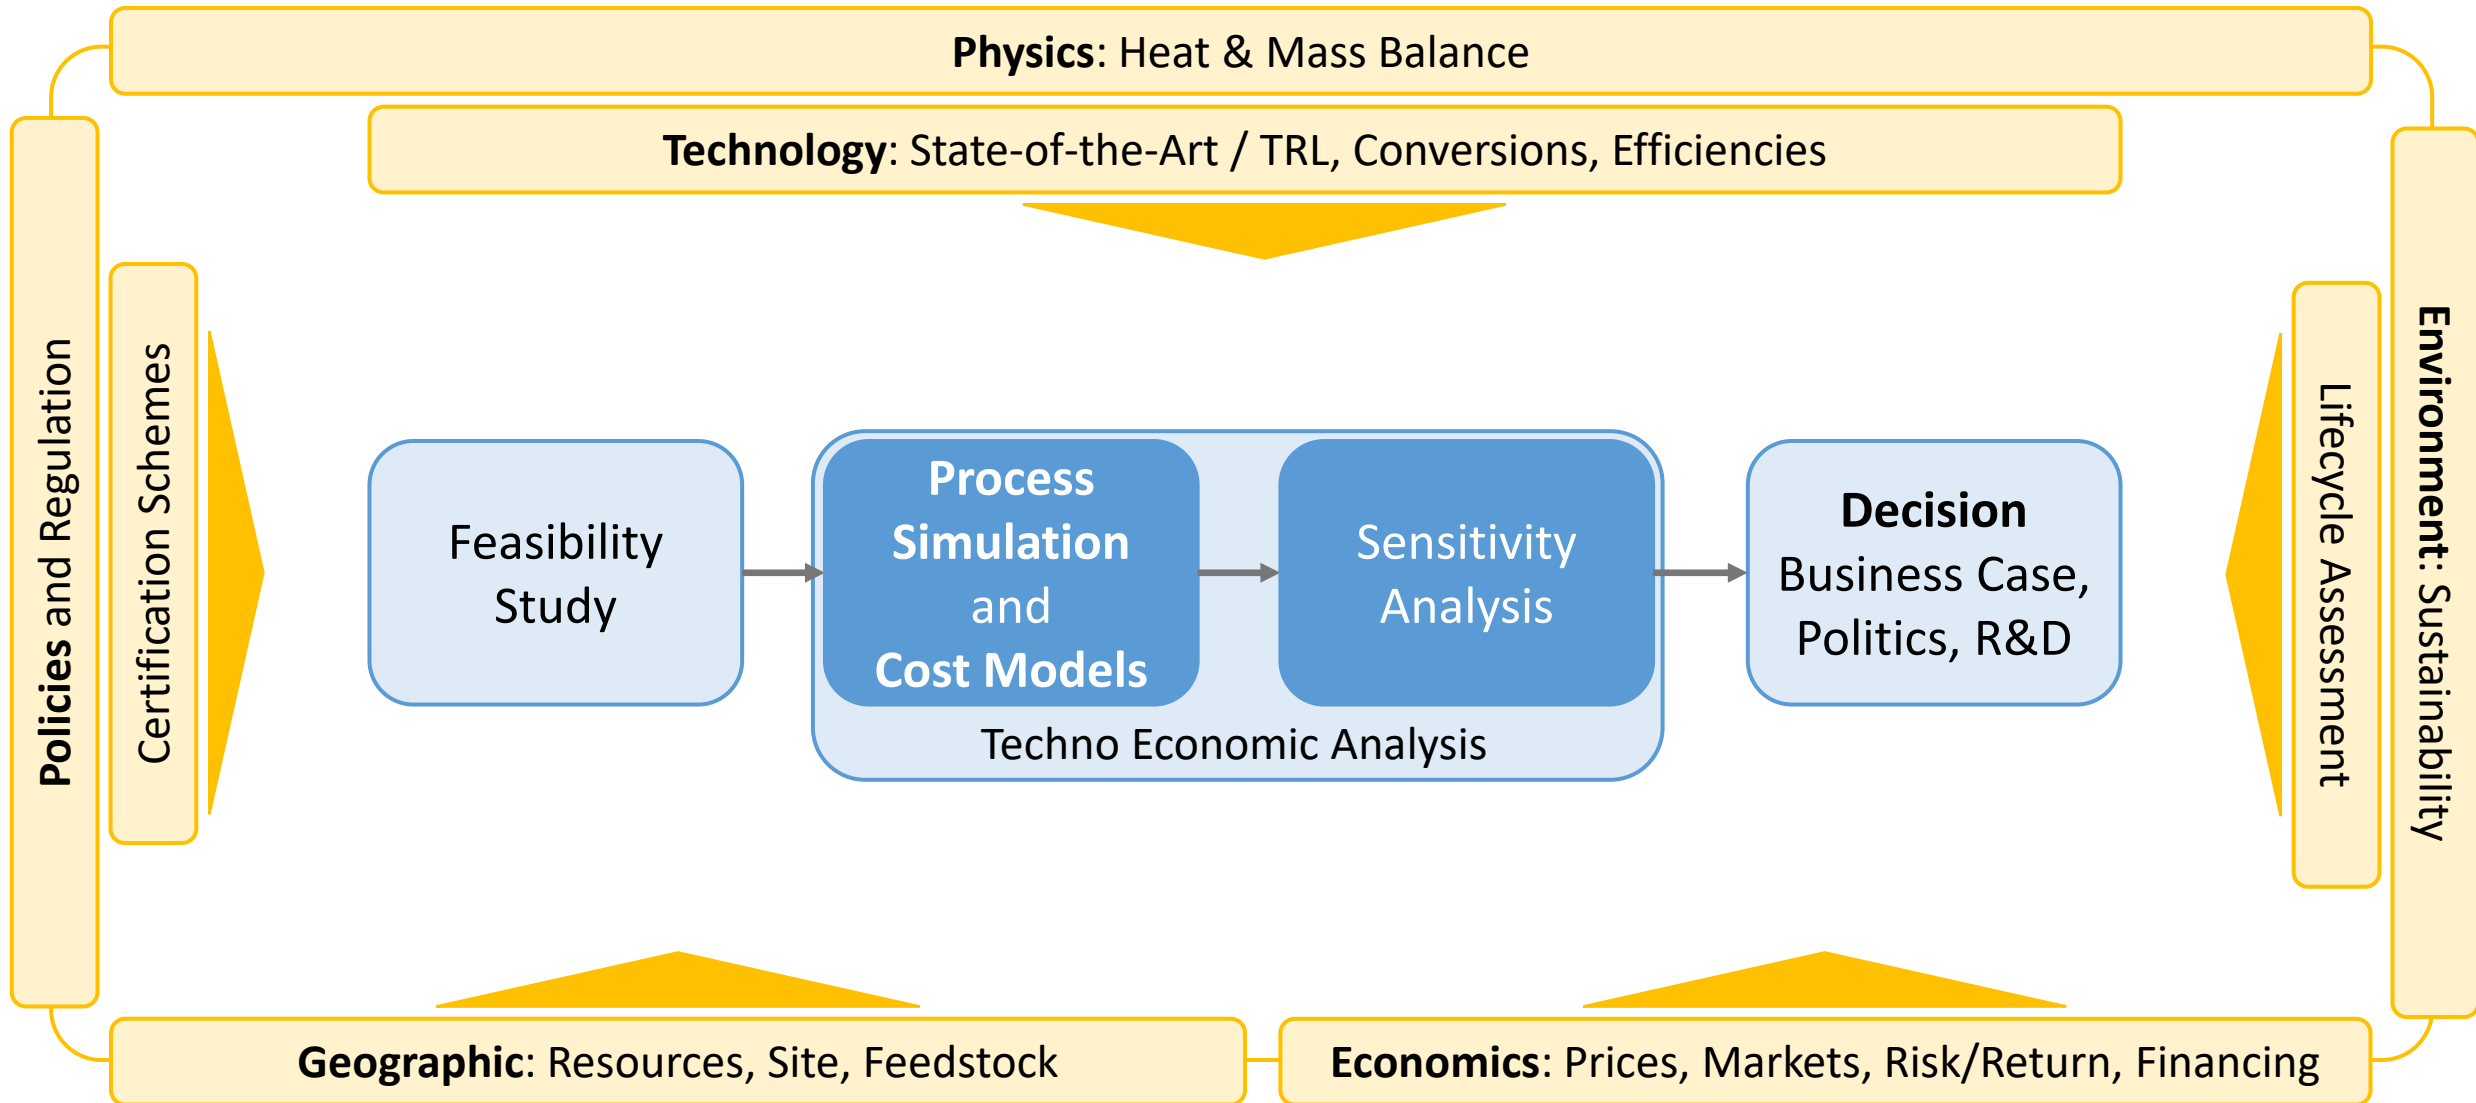 Physics: Heat & Mass Balance
Technology: State-of-the-Art / TRL, Conversions, Efficiencies
Policies and Regulation
Certification Schemes
Feasibility
Study
Process
Simulation
and
Cost Models
Sensitivity
Analysis
Techno Economic Analysis
Decision
Business Case,
Politics, R&D
Lifecycle Assessment
Environment: Sustainability
Geographic: Resources, Site, Feedstock
Economics: Prices, Markets, Risk/Return, Financing